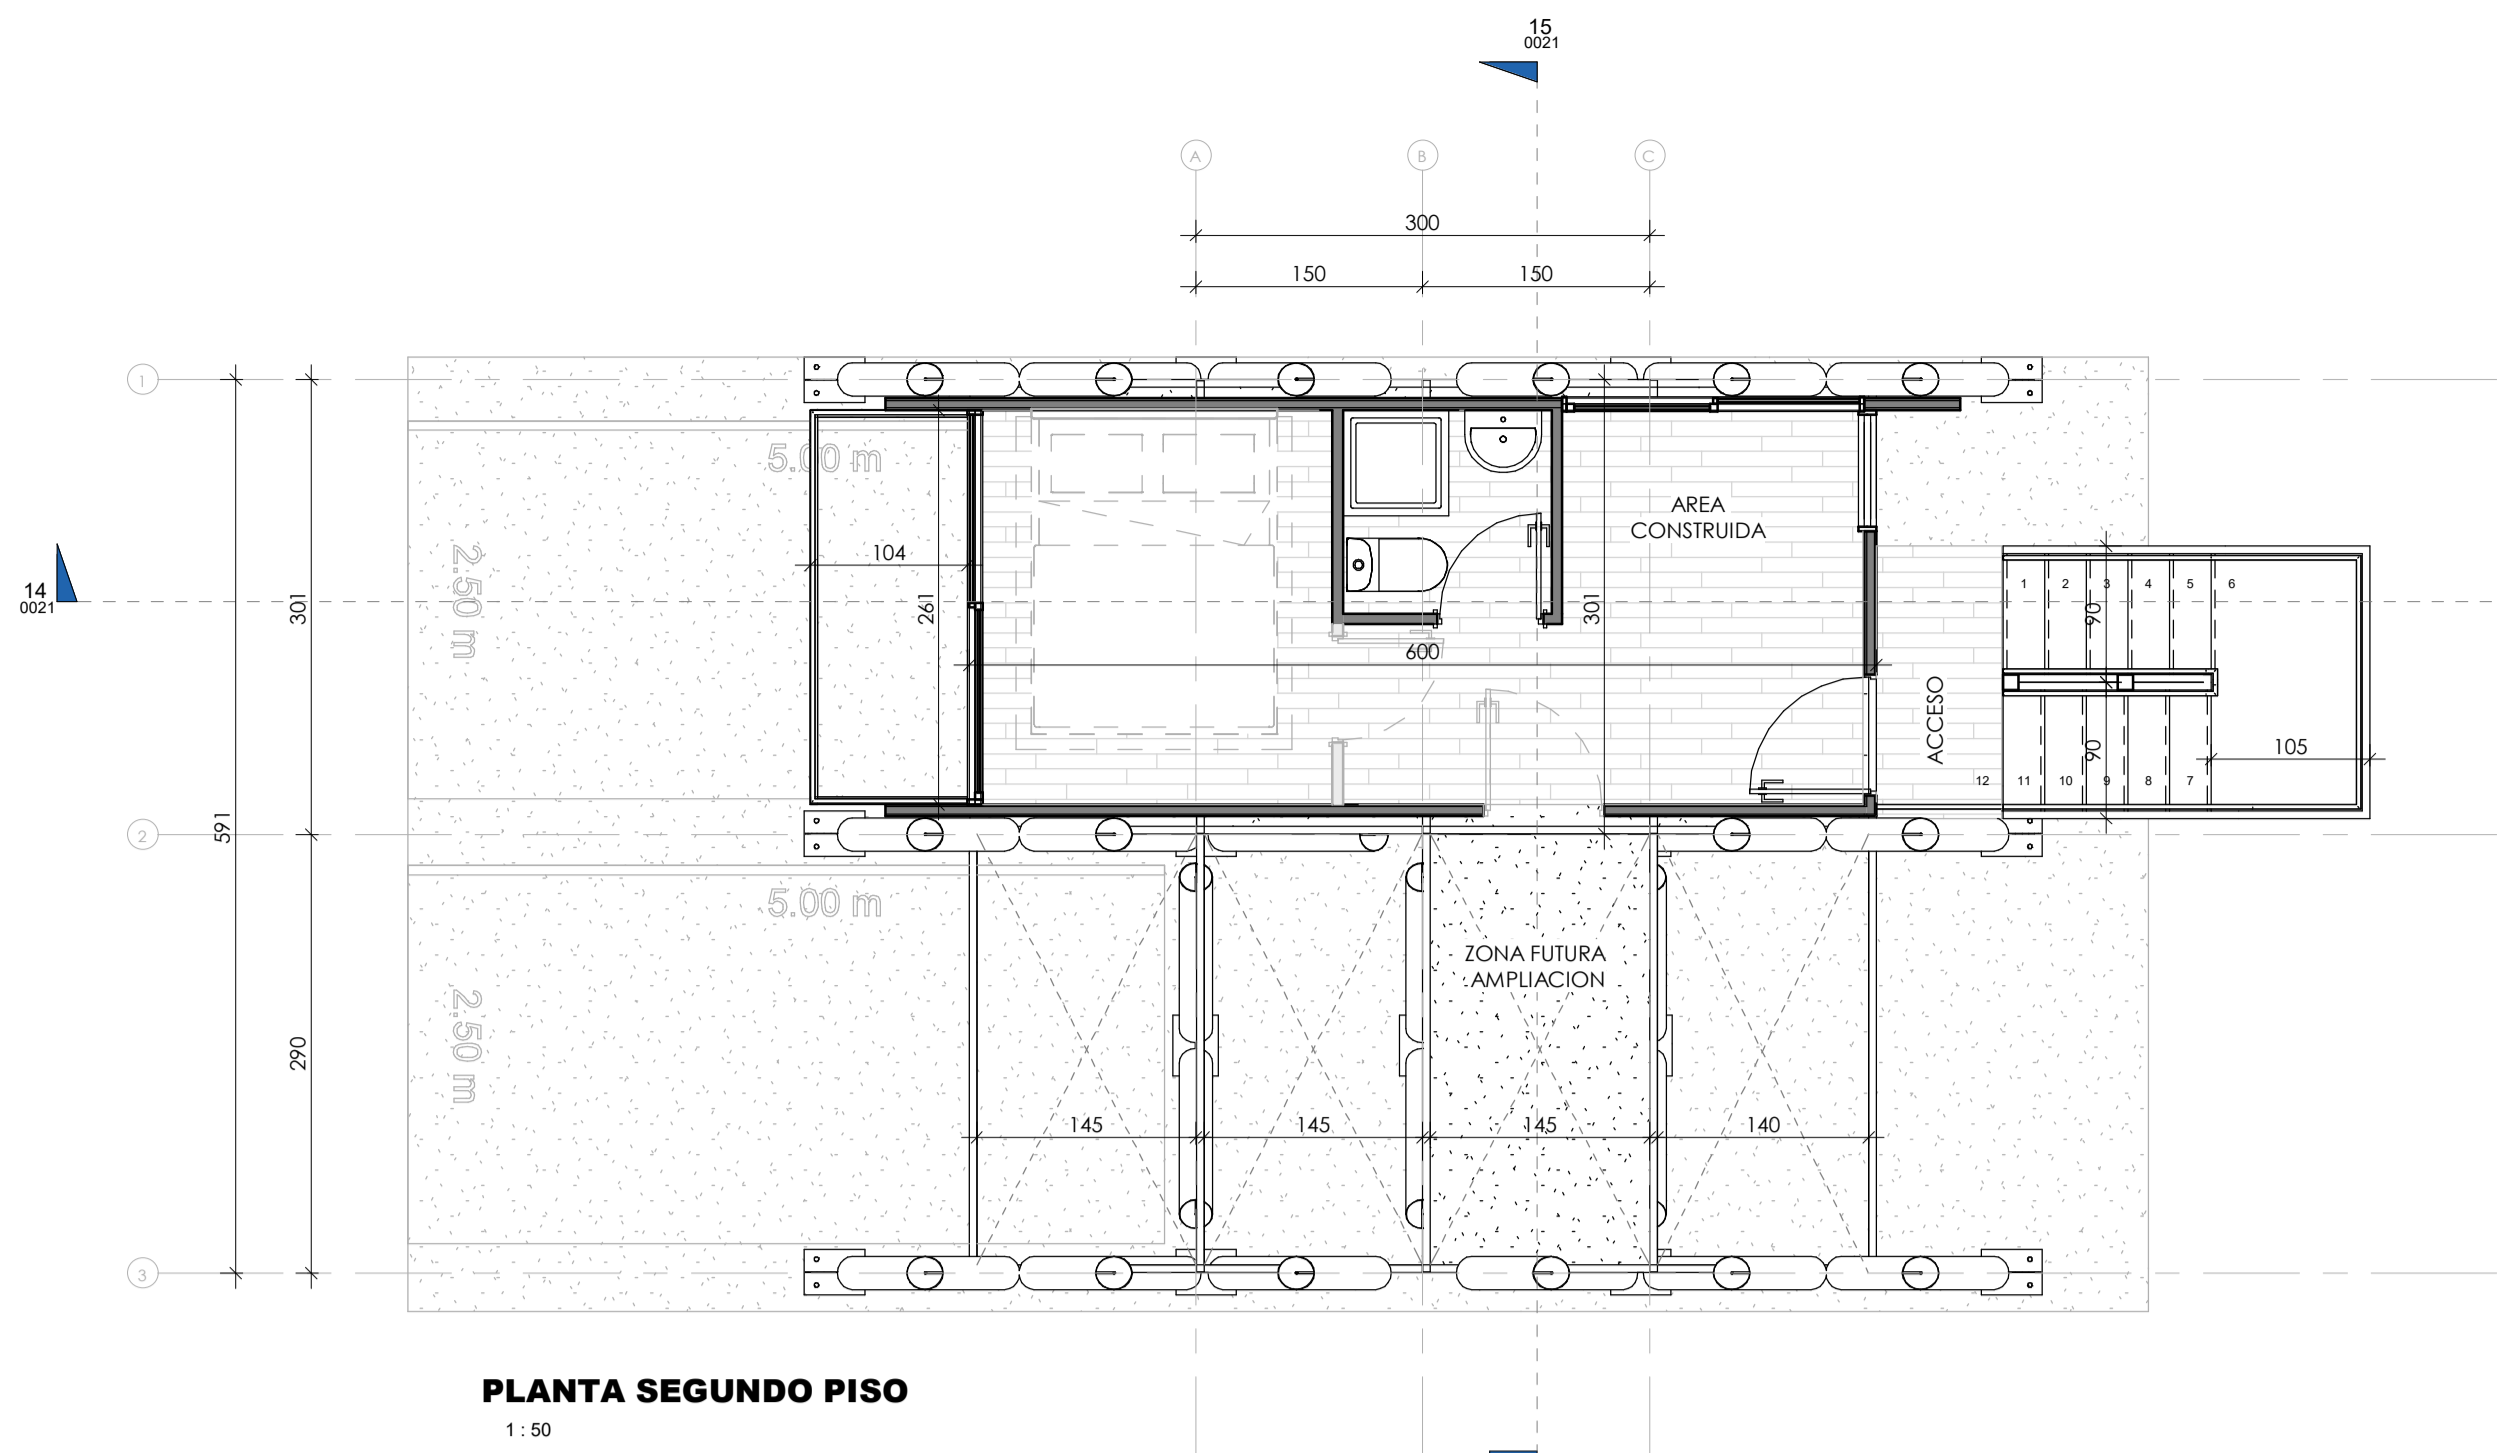 15
0021
A
B
C
300
150
150
1
5.00 m
AREA
CONSTRUIDA
104
2.50 m
14
0021
301
261
301
600
1
2
3
4
5
6
90
ACCESO
90
105
12
11
10
9
8
7
591
2
5.00 m
ZONA FUTURA
AMPLIACION
2.50 m
290
145
145
145
140
3
PLANTA SEGUNDO PISO
1 : 50